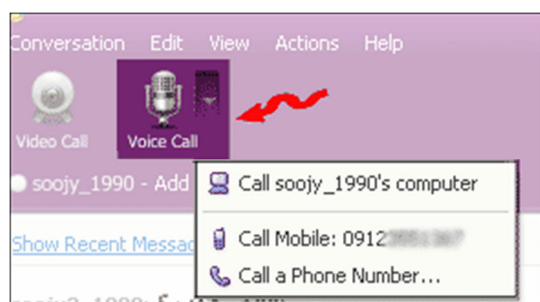 Conversation Edit View Actions Help
Video Call Voice Call
soojy_1990 - Add
Call soojy_1990's computer
Show Recent Messa
Call Mobile: 0912
Call a Phone Number...